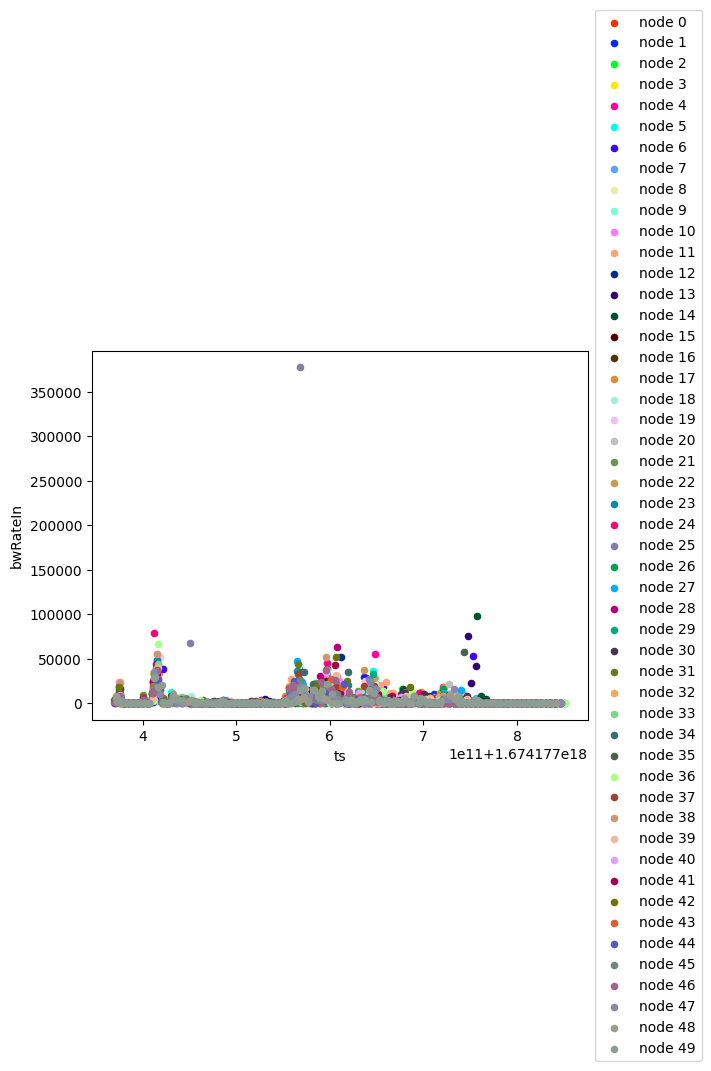 350000
300000
250000
200000
150000
100000
50000
0
bwRateIn
4
5
6
7
8
ts
1e11+1.674177e18
node 0
node 1
node 2
node 3
node 4
node 5
node 6
node 7
node 8
node 9
node 10
node 11
node 12
node 13
node 14
node 15
node 16
node 17
node 18
node 19
node 20
node 21
node 22
node 23
node 24
node 25
node 26
node 27
node 28
node 29
node 30
node 31
node 32
node 33
node 34
node 35
node 36
node 37
node 38
node 39
node 40
node 41
node 42
node 43
node 44
node 45
node 46
node 47
node 48
node 49